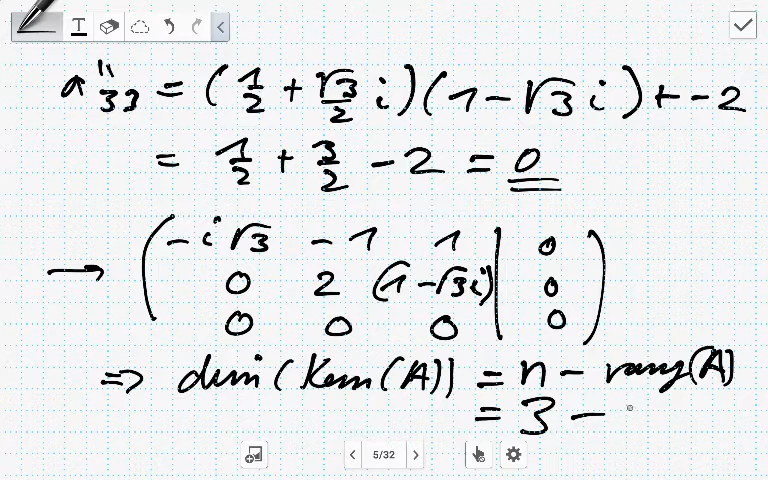 T
a''33 = (1/2 + √3/2 i)(1 - √3 i) + -2
= 1/2 + 3/2 - 2 = 0
→ ( -i√3 -1 1 | 0 )
0 2 (1-√3i) | 0
0 0 0 | 0
=> dim(Kern(A)) = n - rang(A)
= 3 -
5/32